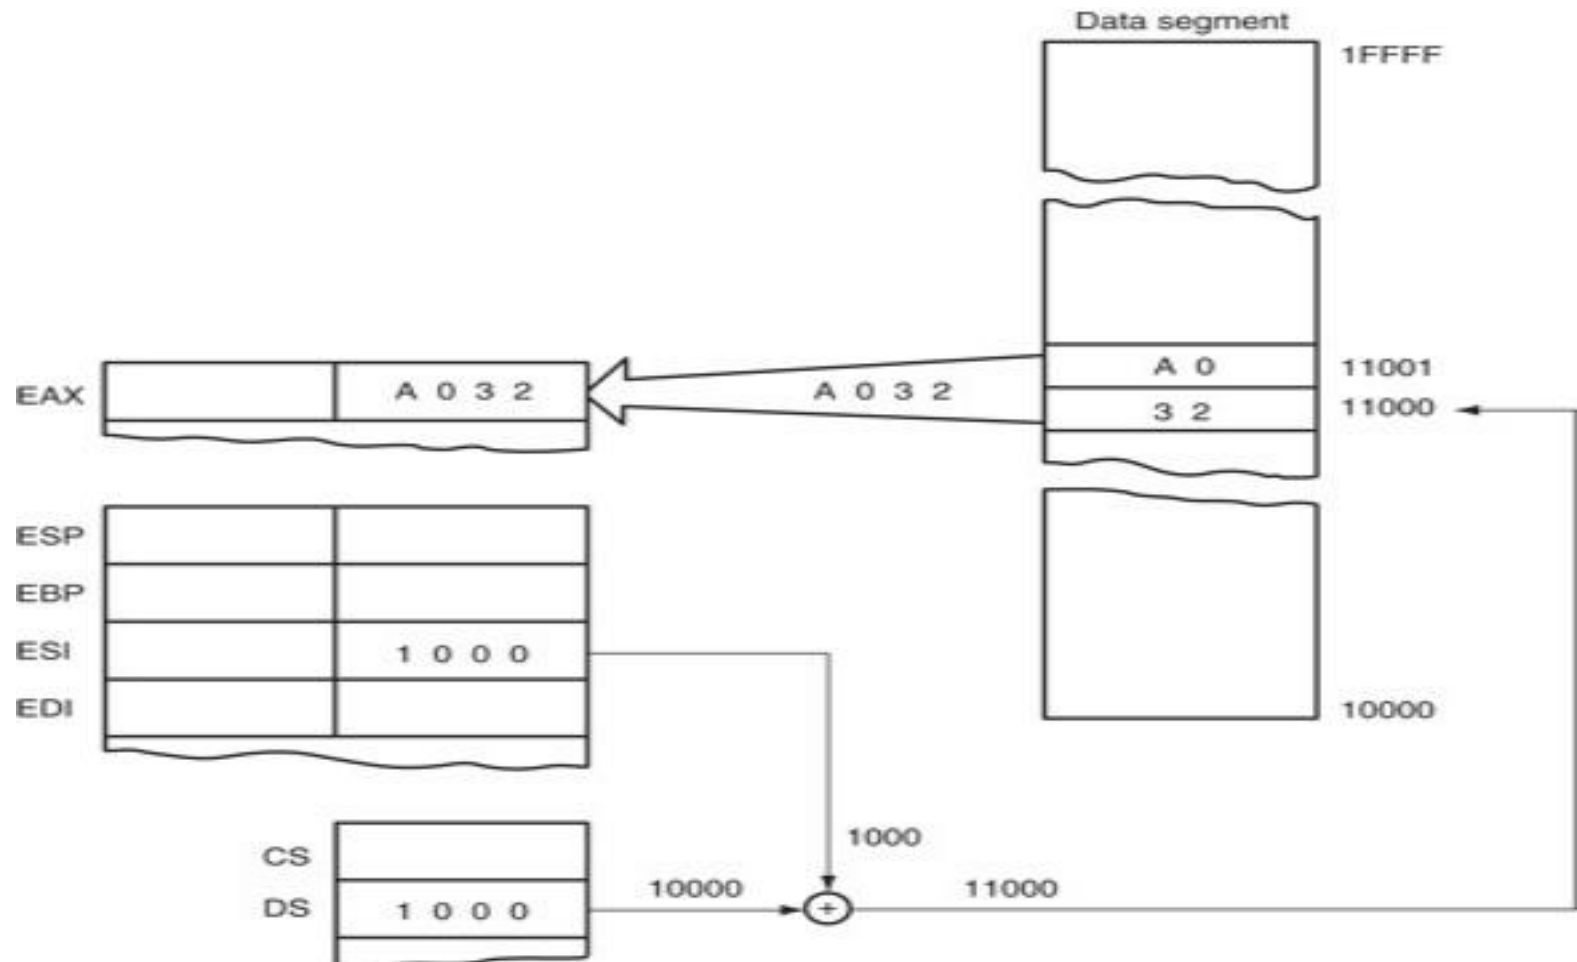 Data segment
1FFFF
A 0
11001
EAX
A 0 3 2
A 0 3 2
3 2
11000
ESP
EBP
ESI
1 0 0 0
EDI
10000
1000
CS
10000
11000
DS
1 0 0 0
+